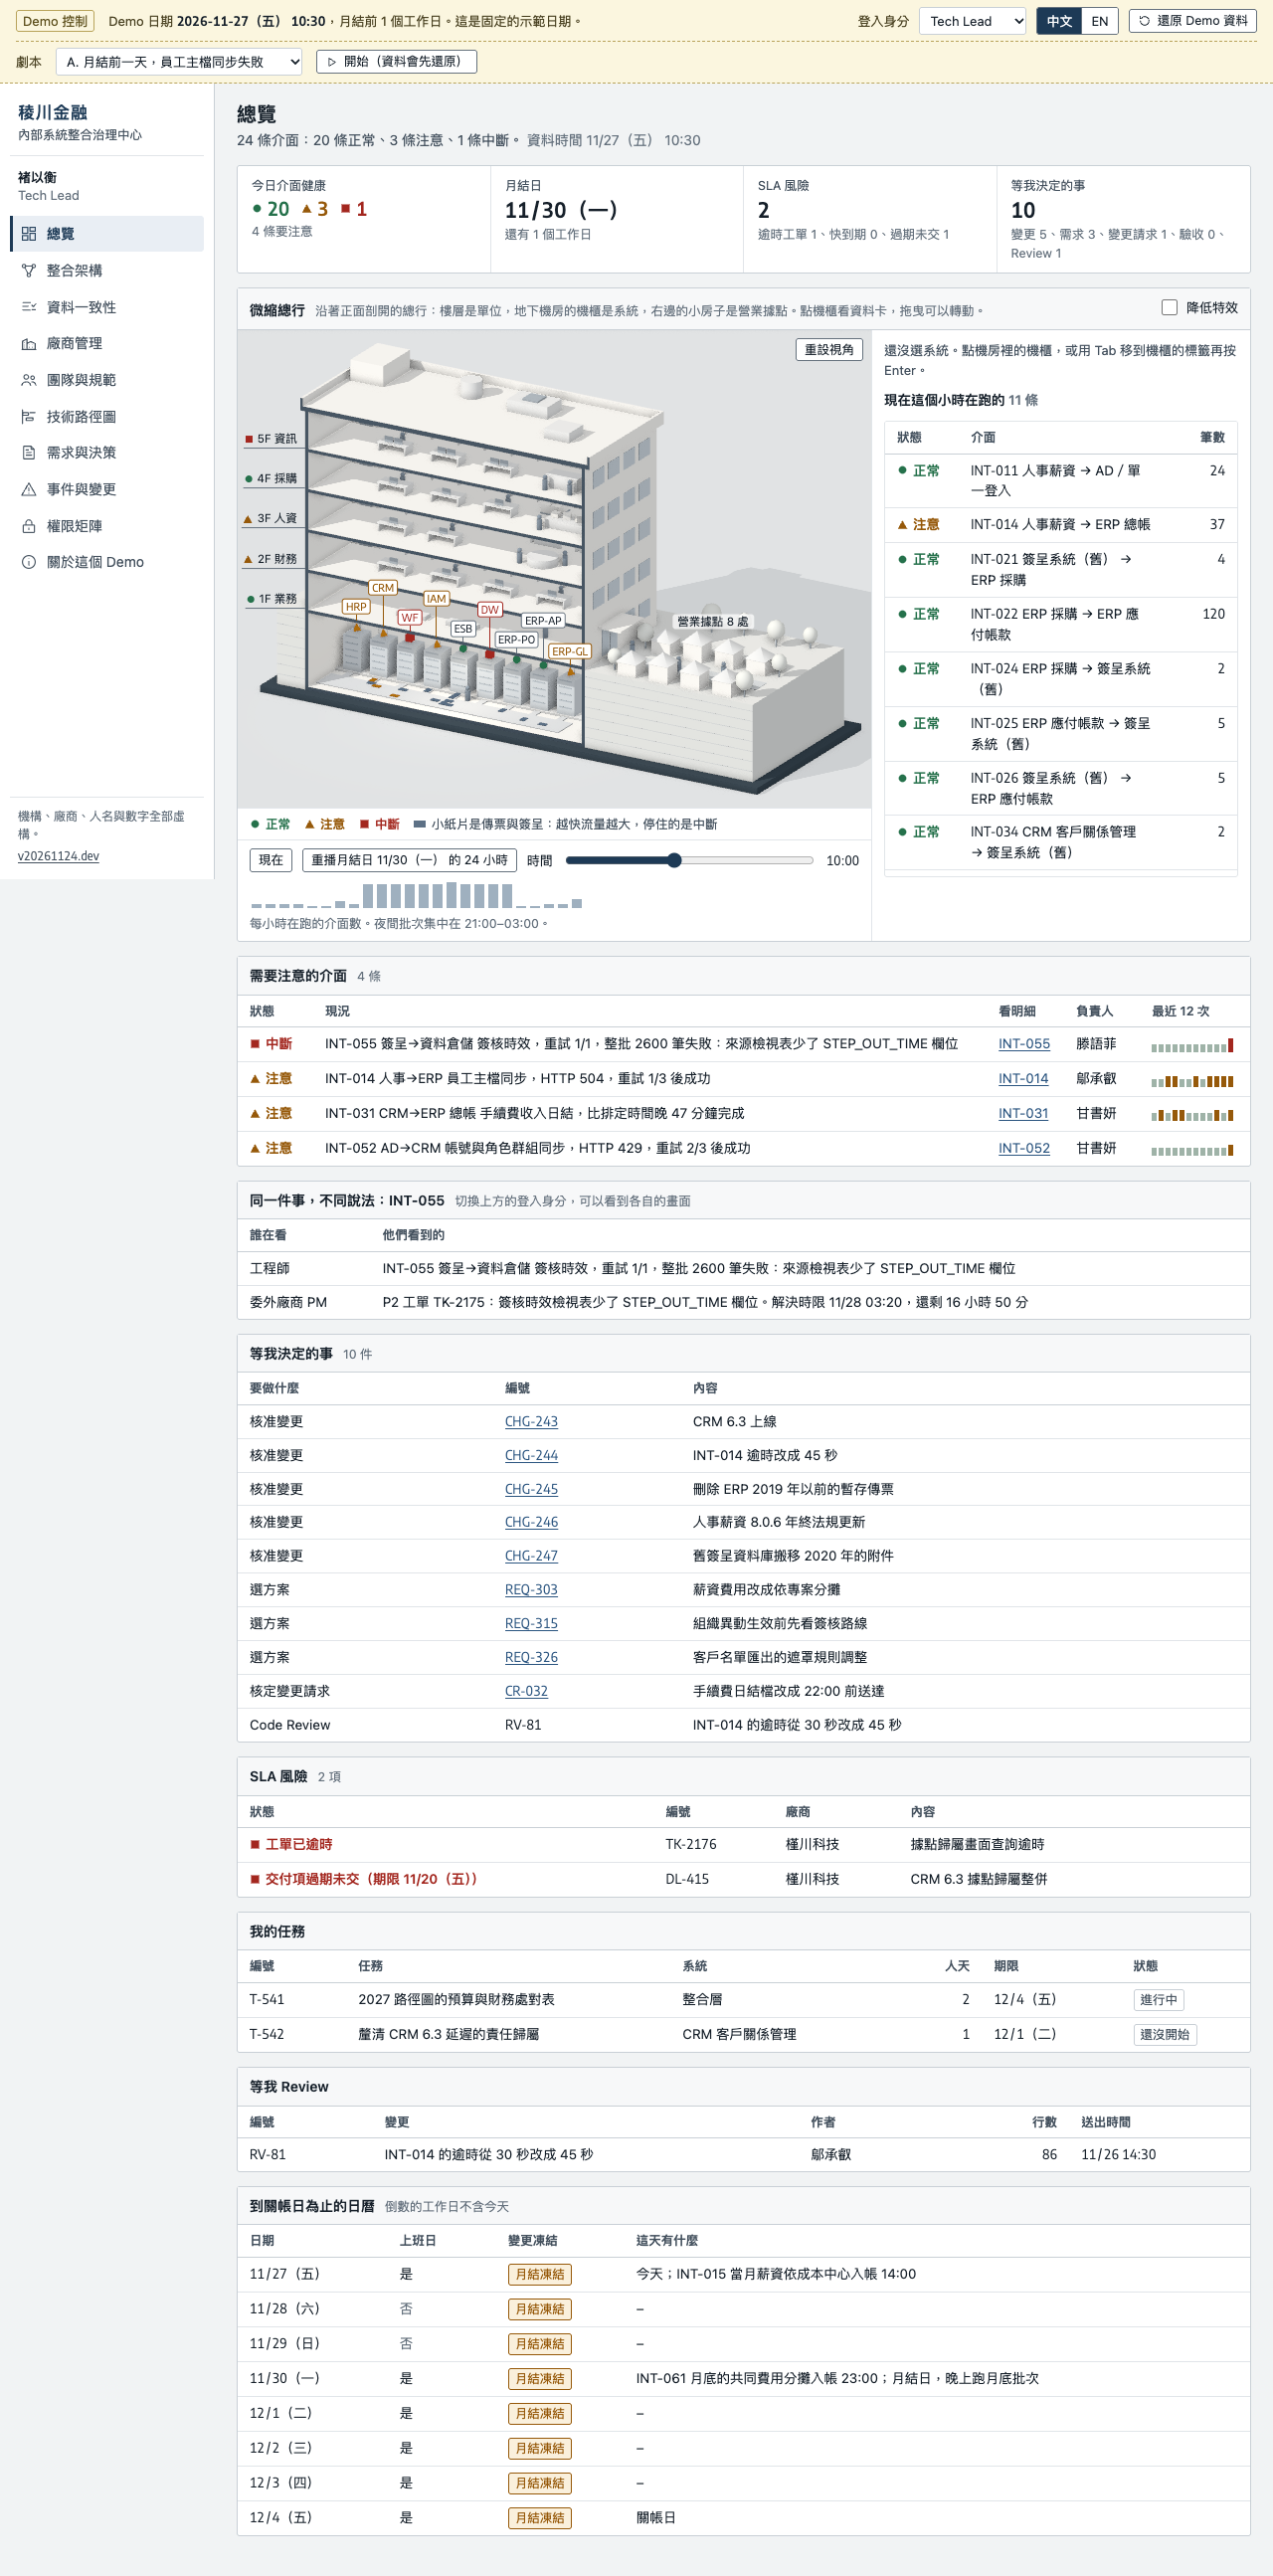 Demo 控制 Demo 日期 2026-11-27（五） 10:30，月結前 1 個工作日。這是固定的示範日期。 登入身分 Tech Lead 中文 EN 還原 Demo 資料
劇本 A. 月結前一天，員工主檔同步失敗 開始（資料會先還原）
稜川金融
內部系統整合治理中心
褚以衡
Tech Lead
總覽
整合架構
資料一致性
廠商管理
團隊與規範
技術路徑圖
需求與決策
事件與變更
權限矩陣
關於這個 Demo
機構、廠商、人名與數字全部虛
構。
v20261124.dev
總覽
24 條介面：20 條正常、3 條注意、1 條中斷。 資料時間 11/27（五） 10:30
今日介面健康
20 3 1
4 條要注意
月結日
11/30（一）
還有 1 個工作日
SLA 風險
2
逾時工單 1、快到期 0、過期未交 1
等我決定的事
10
變更 5、需求 3、變更請求 1、驗收 0、
Review 1
微縮總行 沿著正面剖開的總行：樓層是單位，地下機房的機櫃是系統，右邊的小房子是營業據點。點機櫃看資料卡，拖曳可以轉動。 降低特效
重設視角
5F 資訊
4F 採購
3F 人資
2F 財務
1F 業務
CRM
HRP
IAM
WF
DW
ESB
ERP-AP
ERP-PO
ERP-GL
營業據點 8 處
正常 注意 中斷 小紙片是傳票與簽呈：越快流量越大，停住的是中斷
現在 重播月結日 11/30（一） 的 24 小時 時間 10:00
每小時在跑的介面數。夜間批次集中在 21:00–03:00。
還沒選系統。點機房裡的機櫃，或用 Tab 移到機櫃的標籤再按
Enter。
現在這個小時在跑的 11 條
狀態 介面 筆數
正常 INT-011 人事薪資 → AD / 單 24
一登入
注意 INT-014 人事薪資 → ERP 總帳 37
正常 INT-021 簽呈系統（舊） → 4
ERP 採購
正常 INT-022 ERP 採購 → ERP 應 120
付帳款
正常 INT-024 ERP 採購 → 簽呈系統 2
（舊）
正常 INT-025 ERP 應付帳款 → 簽呈 5
系統（舊）
正常 INT-026 簽呈系統（舊） → 5
ERP 應付帳款
正常 INT-034 CRM 客戶關係管理 2
→ 簽呈系統（舊）
需要注意的介面 4 條
狀態 現況 看明細 負責人 最近 12 次
中斷 INT-055 簽呈→資料倉儲 簽核時效，重試 1/1，整批 2600 筆失敗：來源檢視表少了 STEP_OUT_TIME 欄位 INT-055 滕語菲
注意 INT-014 人事→ERP 員工主檔同步，HTTP 504，重試 1/3 後成功 INT-014 鄔承叡
注意 INT-031 CRM→ERP 總帳 手續費收入日結，比排定時間晚 47 分鐘完成 INT-031 甘書妍
注意 INT-052 AD→CRM 帳號與角色群組同步，HTTP 429，重試 2/3 後成功 INT-052 甘書妍
同一件事，不同說法：INT-055 切換上方的登入身分，可以看到各自的畫面
誰在看 他們看到的
工程師 INT-055 簽呈→資料倉儲 簽核時效，重試 1/1，整批 2600 筆失敗：來源檢視表少了 STEP_OUT_TIME 欄位
委外廠商 PM P2 工單 TK-2175：簽核時效檢視表少了 STEP_OUT_TIME 欄位。解決時限 11/28 03:20，還剩 16 小時 50 分
等我決定的事 10 件
要做什麼 編號 內容
核准變更 CHG-243 CRM 6.3 上線
核准變更 CHG-244 INT-014 逾時改成 45 秒
核准變更 CHG-245 刪除 ERP 2019 年以前的暫存傳票
核准變更 CHG-246 人事薪資 8.0.6 年終法規更新
核准變更 CHG-247 舊簽呈資料庫搬移 2020 年的附件
選方案 REQ-303 薪資費用改成依專案分攤
選方案 REQ-315 組織異動生效前先看簽核路線
選方案 REQ-326 客戶名單匯出的遮罩規則調整
核定變更請求 CR-032 手續費日結檔改成 22:00 前送達
Code Review RV-81 INT-014 的逾時從 30 秒改成 45 秒
SLA 風險 2 項
狀態 編號 廠商 內容
工單已逾時 TK-2176 槿川科技 據點歸屬畫面查詢逾時
交付項過期未交（期限 11/20（五）） DL-415 槿川科技 CRM 6.3 據點歸屬整併
我的任務
編號 任務 系統 人天 期限 狀態
T-541 2027 路徑圖的預算與財務處對表 整合層 2 12/4（五） 進行中
T-542 釐清 CRM 6.3 延遲的責任歸屬 CRM 客戶關係管理 1 12/1（二） 還沒開始
等我 Review
編號 變更 作者 行數 送出時間
RV-81 INT-014 的逾時從 30 秒改成 45 秒 鄔承叡 86 11/26 14:30
到關帳日為止的日曆 倒數的工作日不含今天
日期 上班日 變更凍結 這天有什麼
11/27（五） 是 月結凍結 今天；INT-015 當月薪資依成本中心入帳 14:00
11/28（六） 否 月結凍結 –
11/29（日） 否 月結凍結 –
11/30（一） 是 月結凍結 INT-061 月底的共同費用分攤入帳 23:00；月結日，晚上跑月底批次
12/1（二） 是 月結凍結 –
12/2（三） 是 月結凍結 –
12/3（四） 是 月結凍結 –
12/4（五） 是 月結凍結 關帳日